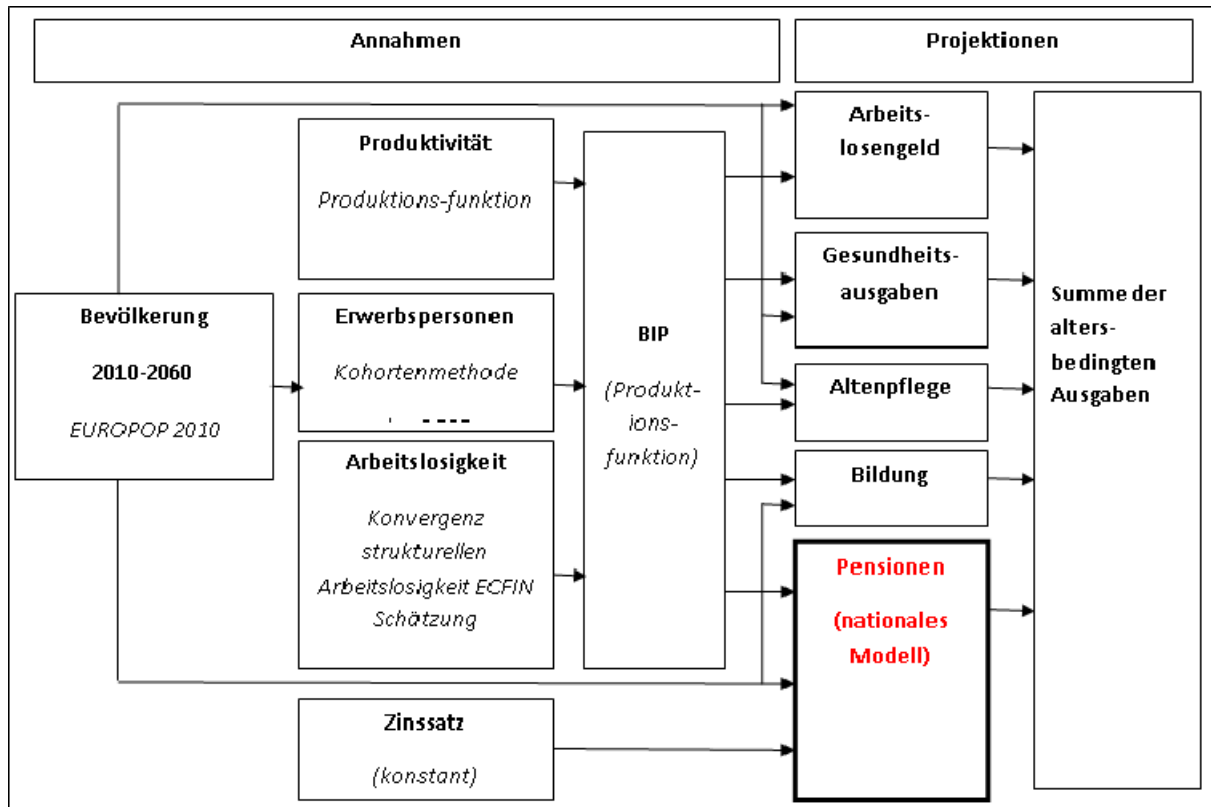 Annahmen
Projektionen
Bevölkerung
2010-2060
EUROPOP 2010
Produktivität
Produktions-funktion
Erwerbspersonen
Kohortenmethode
Arbeitslosigkeit
Konvergenz
strukturellen
Arbeitslosigkeit ECFIN
Schätzung
Zinssatz
(konstant)
BIP
(Produkt-
ions-
funktion)
Arbeits-
losengeld
Gesundheits-
ausgaben
Altenpflege
Bildung
Pensionen
(nationales
Modell)
Summe der
alters-
bedingten
Ausgaben